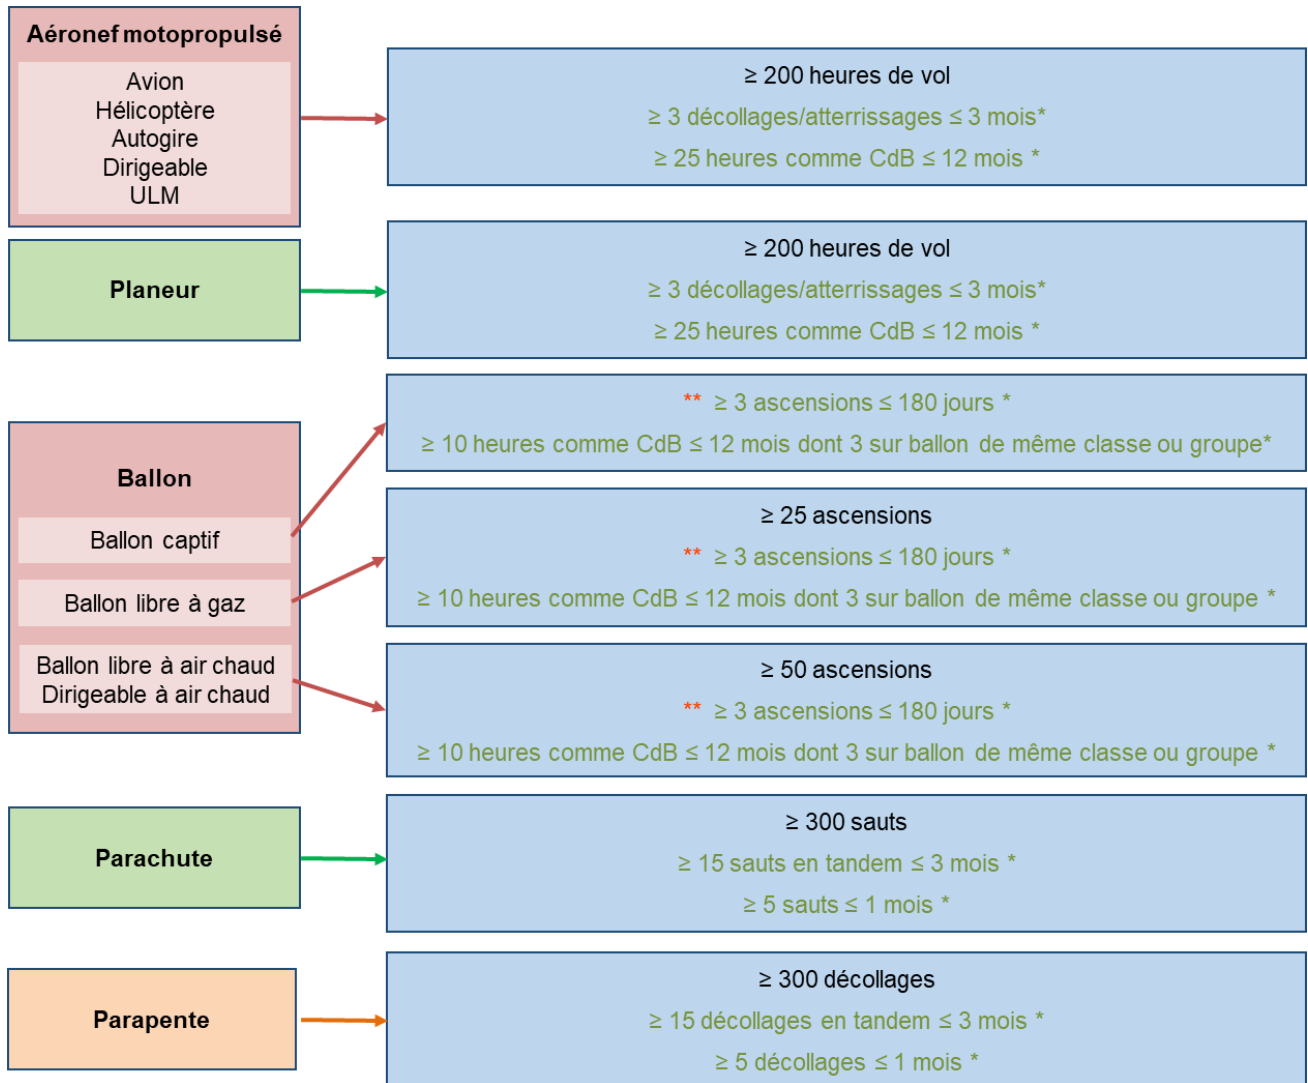 Aéronef motopropulsé
Avion
Hélicoptère
Autogire
Dirigeable
ULM
≥ 200 heures de vol
≥ 3 décollages/atterrissages ≤ 3 mois*
≥ 25 heures comme CdB ≤ 12 mois *
Planeur
≥ 200 heures de vol
≥ 3 décollages/atterrissages ≤ 3 mois*
≥ 25 heures comme CdB ≤ 12 mois *
Ballon
Ballon captif
** ≥ 3 ascensions ≤ 180 jours *
≥ 10 heures comme CdB ≤ 12 mois dont 3 sur ballon de même classe ou groupe*
Ballon libre à gaz
≥ 25 ascensions
** ≥ 3 ascensions ≤ 180 jours *
≥ 10 heures comme CdB ≤ 12 mois dont 3 sur ballon de même classe ou groupe *
Ballon libre à air chaud
Dirigeable à air chaud
≥ 50 ascensions
** ≥ 3 ascensions ≤ 180 jours *
≥ 10 heures comme CdB ≤ 12 mois dont 3 sur ballon de même classe ou groupe *
Parachute
≥ 300 sauts
≥ 15 sauts en tandem ≤ 3 mois *
≥ 5 sauts ≤ 1 mois *
Parapente
≥ 300 décollages
≥ 15 décollages en tandem ≤ 3 mois *
≥ 5 décollages ≤ 1 mois *